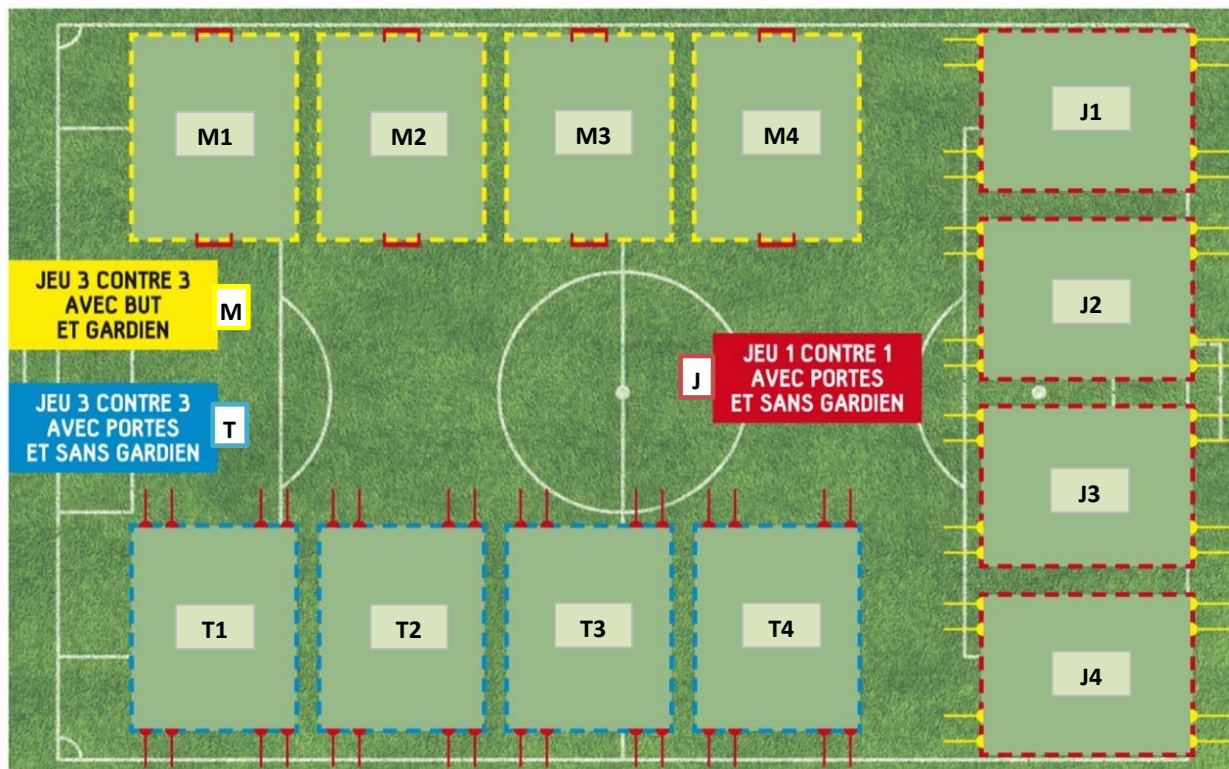 M1
M2
M3
M4
J1
J2
JEU 3 CONTRE 3
AVEC BUT
ET GARDIEN
M
JEU 3 CONTRE 3
AVEC PORTES
ET SANS GARDIEN
T
J
JEU 1 CONTRE 1
AVEC PORTES
ET SANS GARDIEN
J3
T1
T2
T3
T4
J4